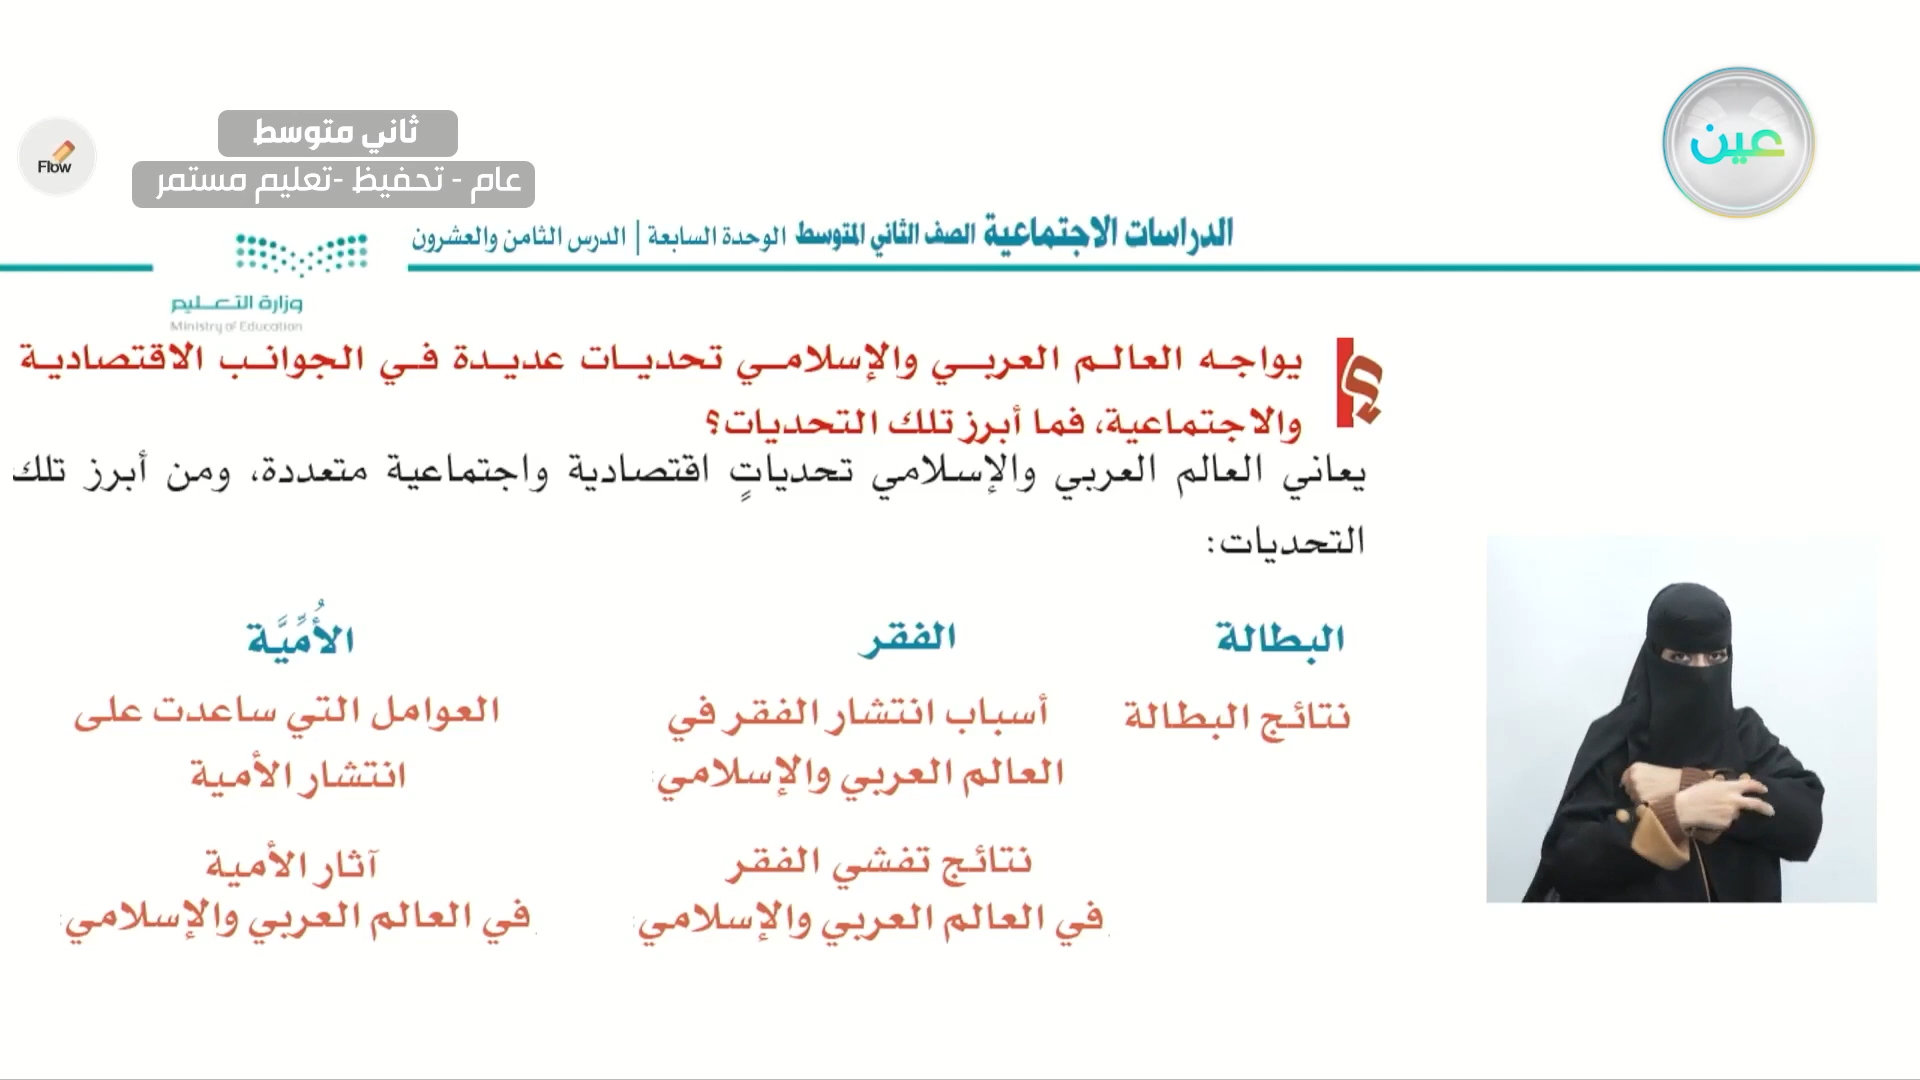 عين
ثاني متوسط
Flow
عام - تحفيظ -تعليم مستمر
الدراسات الاجتماعية الصف الثاني المتوسط الوحدة السابعة | الدرس الثامن والعشرون
وزارة التعليم
Ministry of Education
يواجه العالم العربي والإسلامي تحديات عديدة في الجوانب الاقتصادية
والاجتماعية، فما أبرز تلك التحديات؟
يعاني العالم العربي والإسلامي تحدياتٍ اقتصادية واجتماعية متعددة، ومن أبرز تلك
التحديات:
البطالة
نتائج البطالة
الفقر
أسباب انتشار الفقر في
العالم العربي والإسلامي:
نتائج تفشي الفقر
في العالم العربي والإسلامي:
الأُمِّيَّة
العوامل التي ساعدت على
انتشار الأمية
آثار الأمية
في العالم العربي والإسلامي: